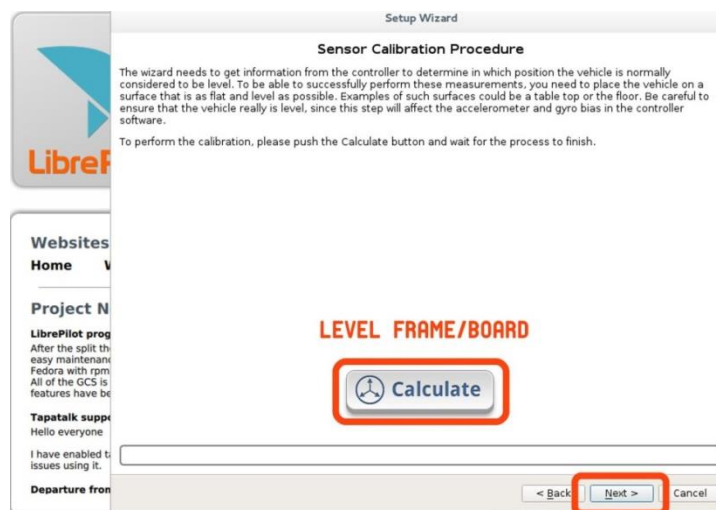 Setup Wizard
Sensor Calibration Procedure
The wizard needs to get information from the controller to determine in which position the vehicle is normally
considered to be level. To be able to successfully perform these measurements, you need to place the vehicle on a
surface that is as flat and level as possible. Examples of such surfaces could be a table top or the floor. Be careful to
ensure that the vehicle really is level, since this step will affect the accelerometer and gyro bias in the controller
software.
To perform the calibration, please push the Calculate button and wait for the process to finish.
LEVEL FRAME/BOARD
Calculate
< Back
Next >
Cancel
Websites
Home
Project N
LibrePilot prog
After the split th
easy maintenan
Fedora with rpm
All of the GCS is
features have be
Tapatalk suppo
Hello everyone
I have enabled ta
issues using it.
Departure from